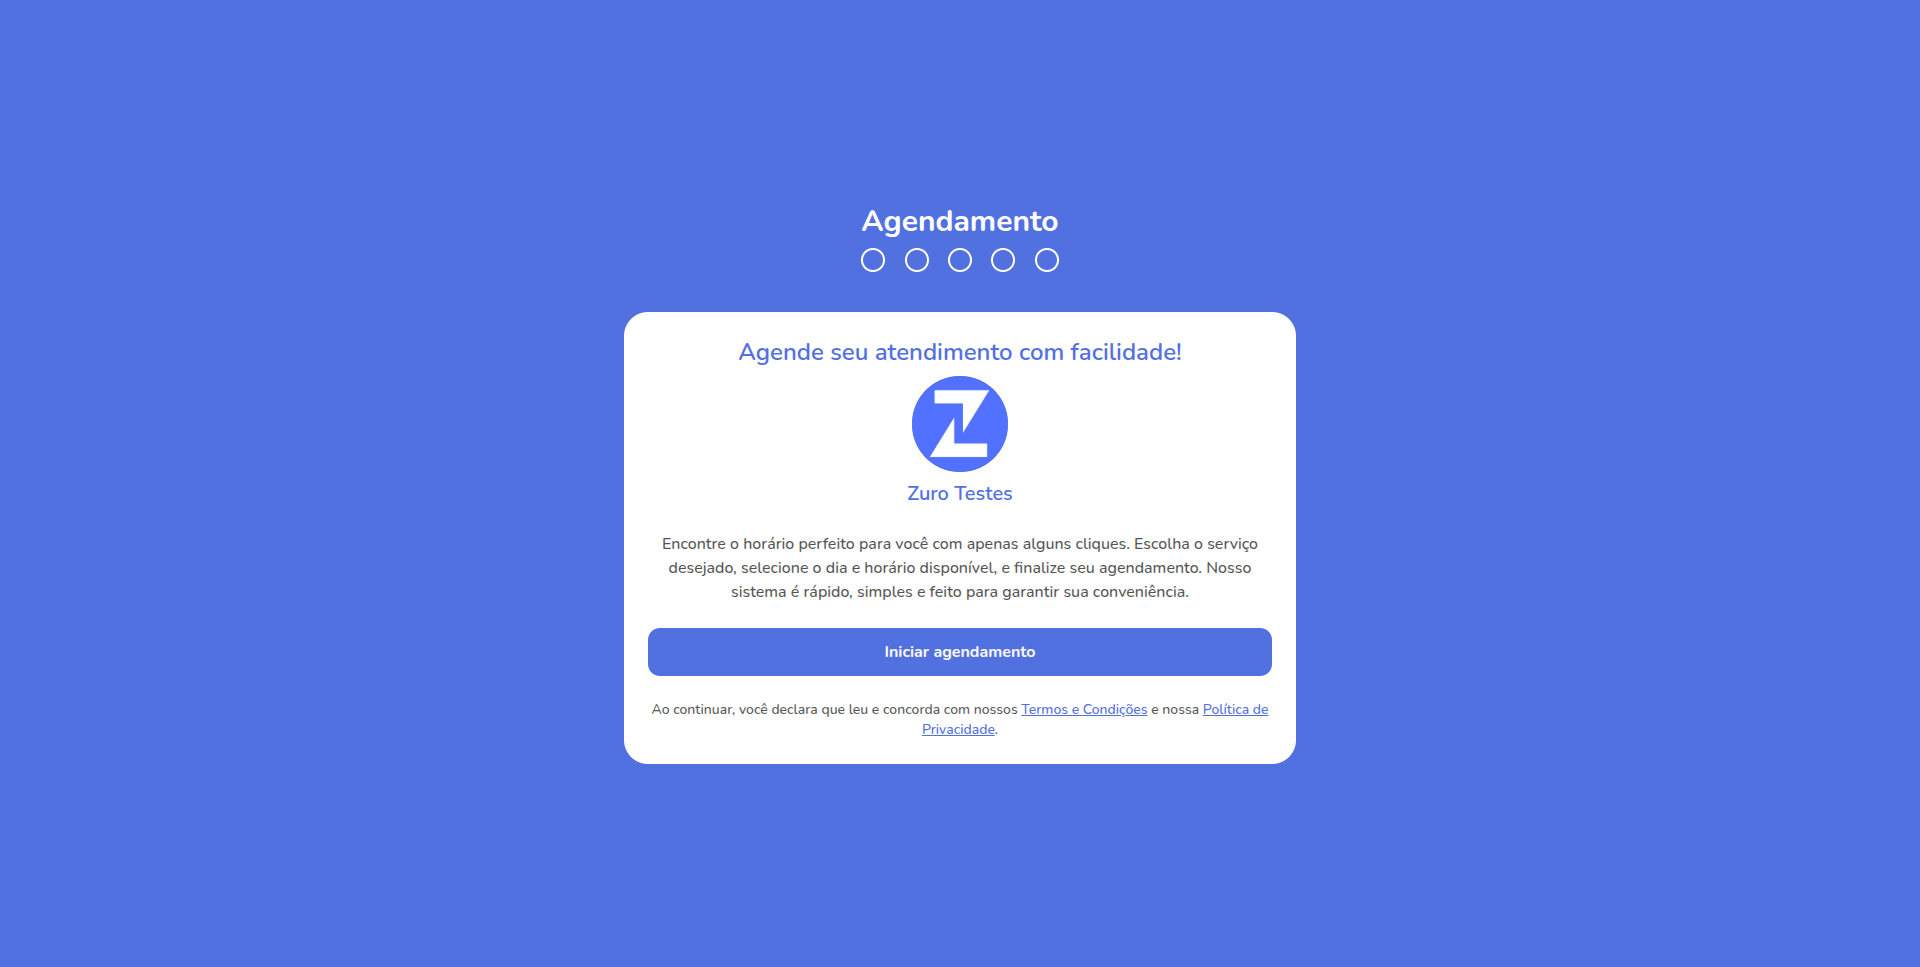 Agendamento
Agende seu atendimento com facilidade!
Zuro Testes
Encontre o horário perfeito para você com apenas alguns cliques. Escolha o serviço
desejado, selecione o dia e horário disponível, e finalize seu agendamento. Nosso
sistema é rápido, simples e feito para garantir sua conveniência.
Iniciar agendamento
Ao continuar, você declara que leu e concorda com nossos Termos e Condições e nossa Política de
Privacidade.